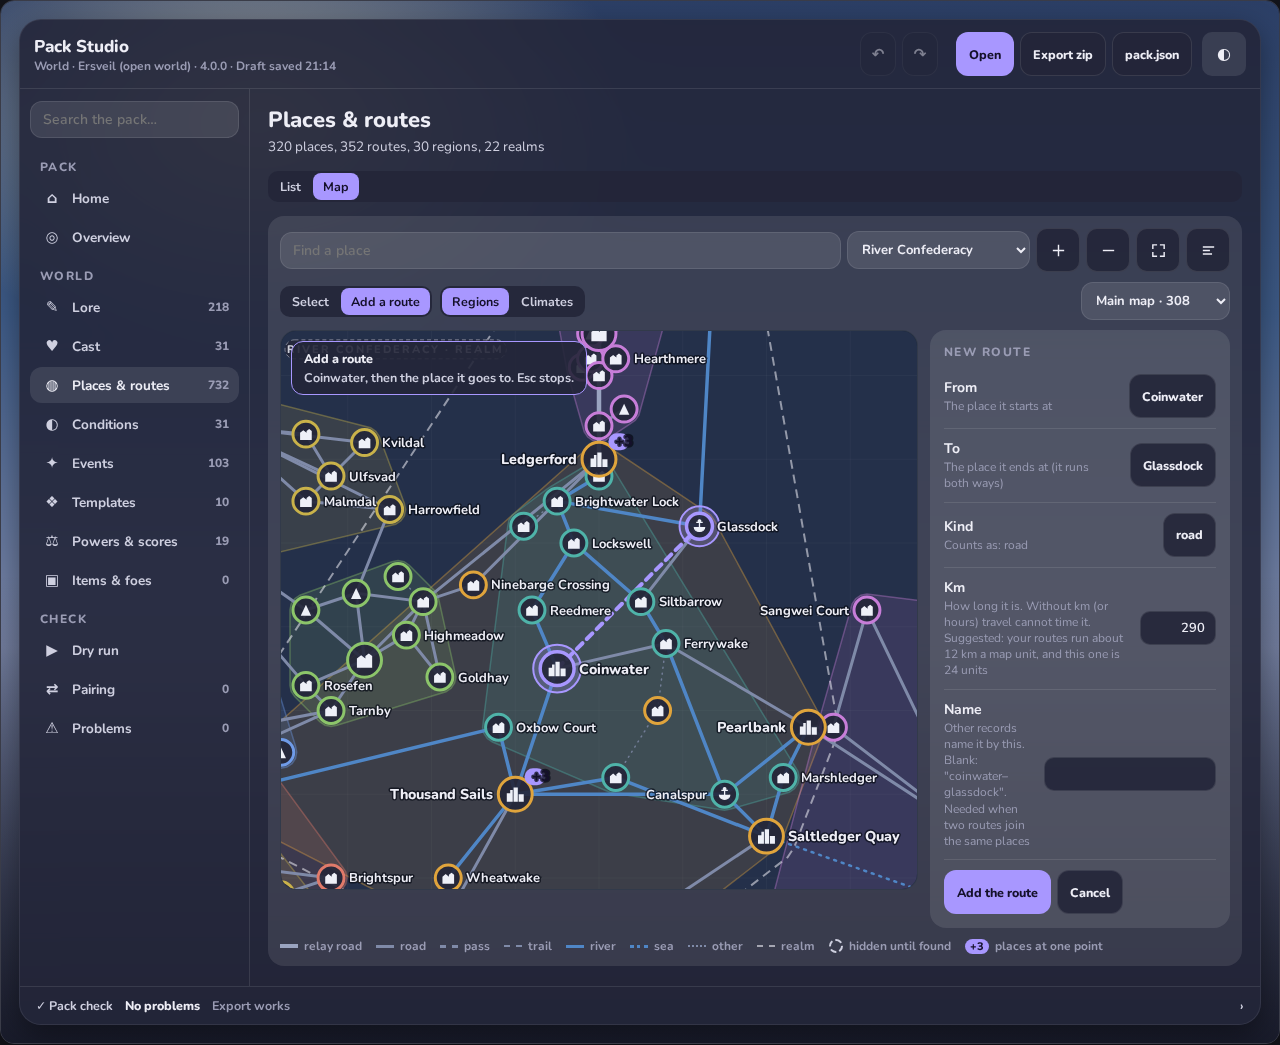 Pack Studio
World · Ersveil (open world) · 4.0.0 · Draft saved 21:14
Open
Export zip
pack.json
Search the pack...
PACK
Home
Overview
WORLD
Lore 218
Cast 31
Places & routes 732
Conditions 31
Events 103
Templates 10
Powers & scores 19
Items & foes 0
CHECK
Dry run
Pairing 0
Problems 0
Places & routes
320 places, 352 routes, 30 regions, 22 realms
List
Map
Find a place
River Confederacy
Select
Add a route
Regions
Climates
Main map · 308
RIVER CONFEDERACY - REALM
Add a route
Coinwater, then the place it goes to. Esc stops.
Hearthmere
Kvildal
Ledgerford
+3
Ulfsvad
Malmdal
Brightwater Lock
Harrowfield
Glassdock
Lockswell
Ninebarge Crossing
Reedmere
Siltbarrow
Sangwei Court
Highmeadow
Ferrywake
Coinwater
Goldhay
Rosefen
Tarnby
Oxbow Court
Pearlbank
+3
Marshledger
Thousand Sails
Canalspur
Saltledger Quay
Brightspur
Wheatwake
NEW ROUTE
From
The place it starts at
Coinwater
To
The place it ends at (it runs
both ways)
Glassdock
Kind
Counts as: road
road
Km
How long it is. Without km (or
hours) travel cannot time it.
Suggested: your routes run about
12 km a map unit, and this one is
24 units
290
Name
Other records
name it by this.
Blank:
"coinwater–
glassdock".
Needed when
two routes join
the same places
Add the route
Cancel
relay road
road
pass
trail
river
sea
other
realm
hidden until found
+3 places at one point
✓ Pack check
No problems
Export works